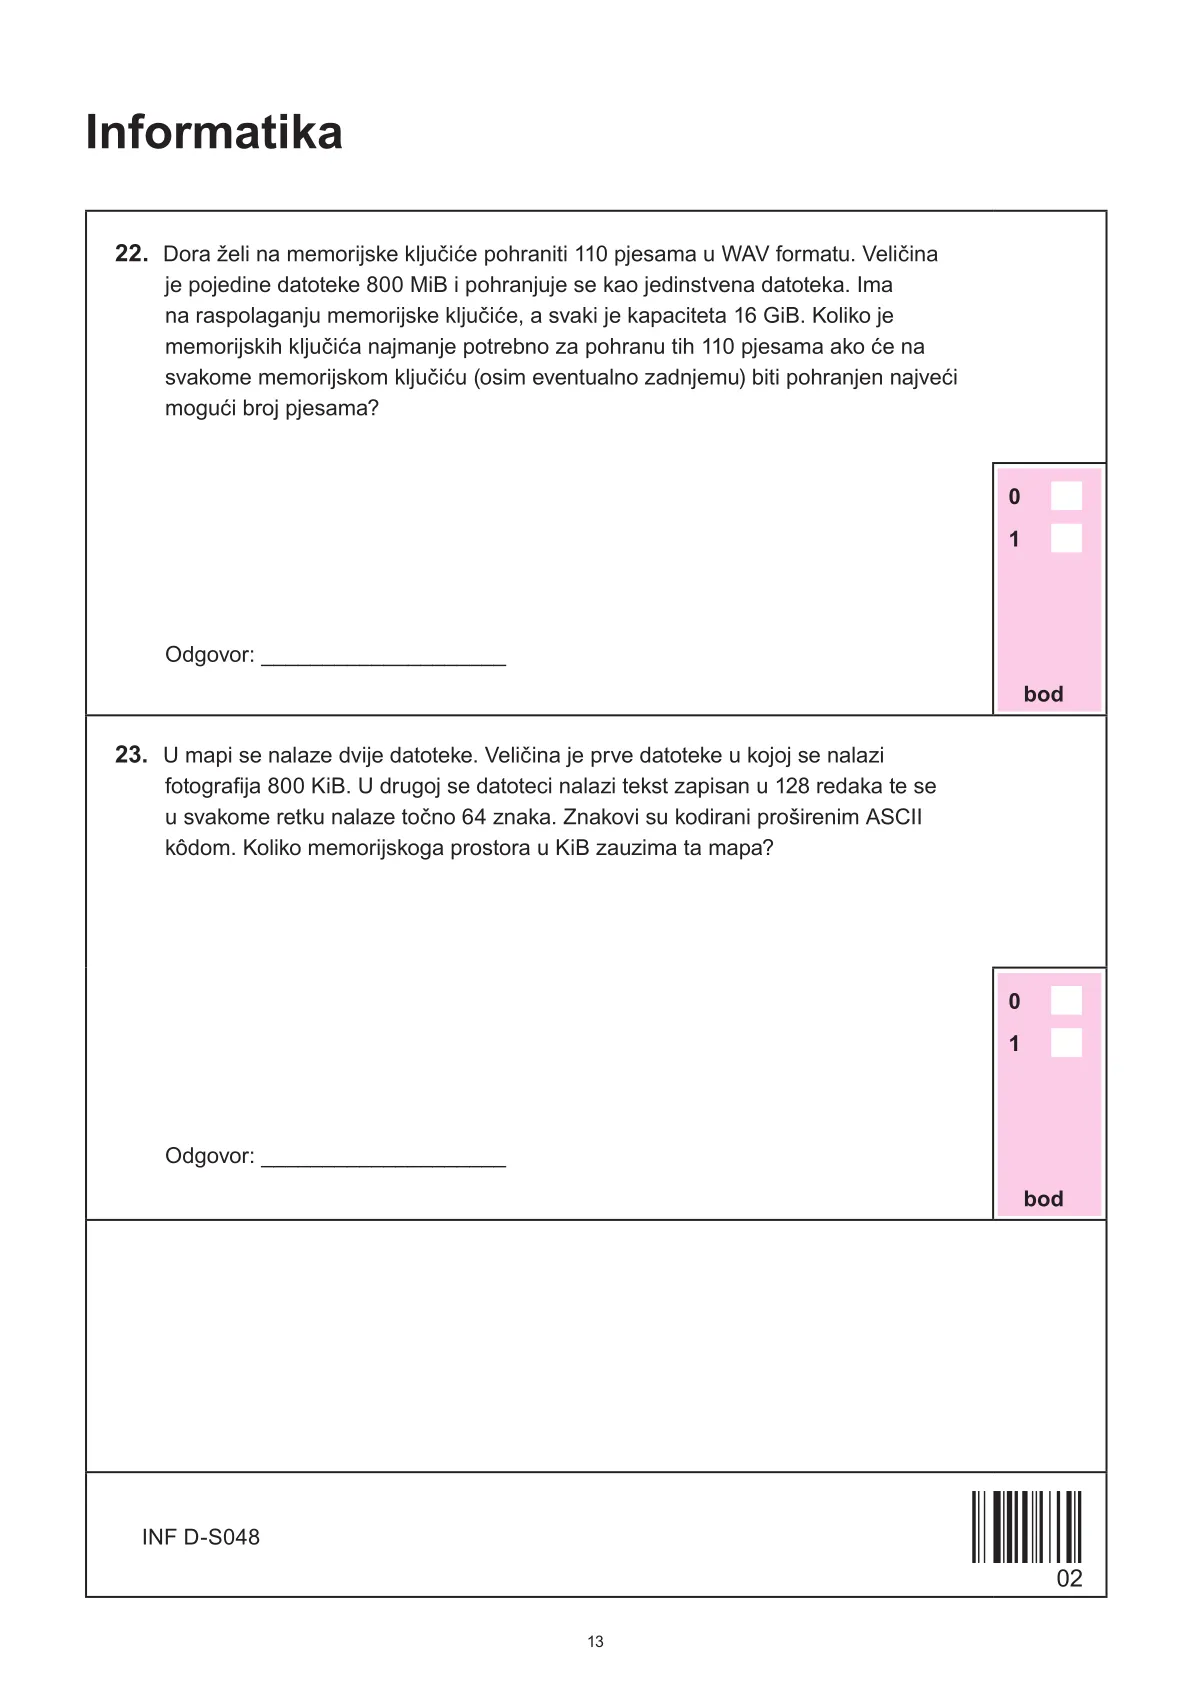 Informatika
22. Dora želi na memorijske ključiće pohraniti 110 pjesama u WAV formatu. Veličina
je pojedine datoteke 800 MiB i pohranjuje se kao jedinstvena datoteka. Ima
na raspolaganju memorijske ključiće, a svaki je kapaciteta 16 GiB. Koliko je
memorijskih ključića najmanje potrebno za pohranu tih 110 pjesama ako će na
svakome memorijskom ključiću (osim eventualno zadnjemu) biti pohranjen najveći
mogući broj pjesama?
0
1
Odgovor: ____________________
bod
23. U mapi se nalaze dvije datoteke. Veličina je prve datoteke u kojoj se nalazi
fotografija 800 KiB. U drugoj se datoteci nalazi tekst zapisan u 128 redaka te se
u svakome retku nalaze točno 64 znaka. Znakovi su kodirani proširenim ASCII
kôdom. Koliko memorijskoga prostora u KiB zauzima ta mapa?
0
1
Odgovor: ____________________
bod
INF D-S048
02
13